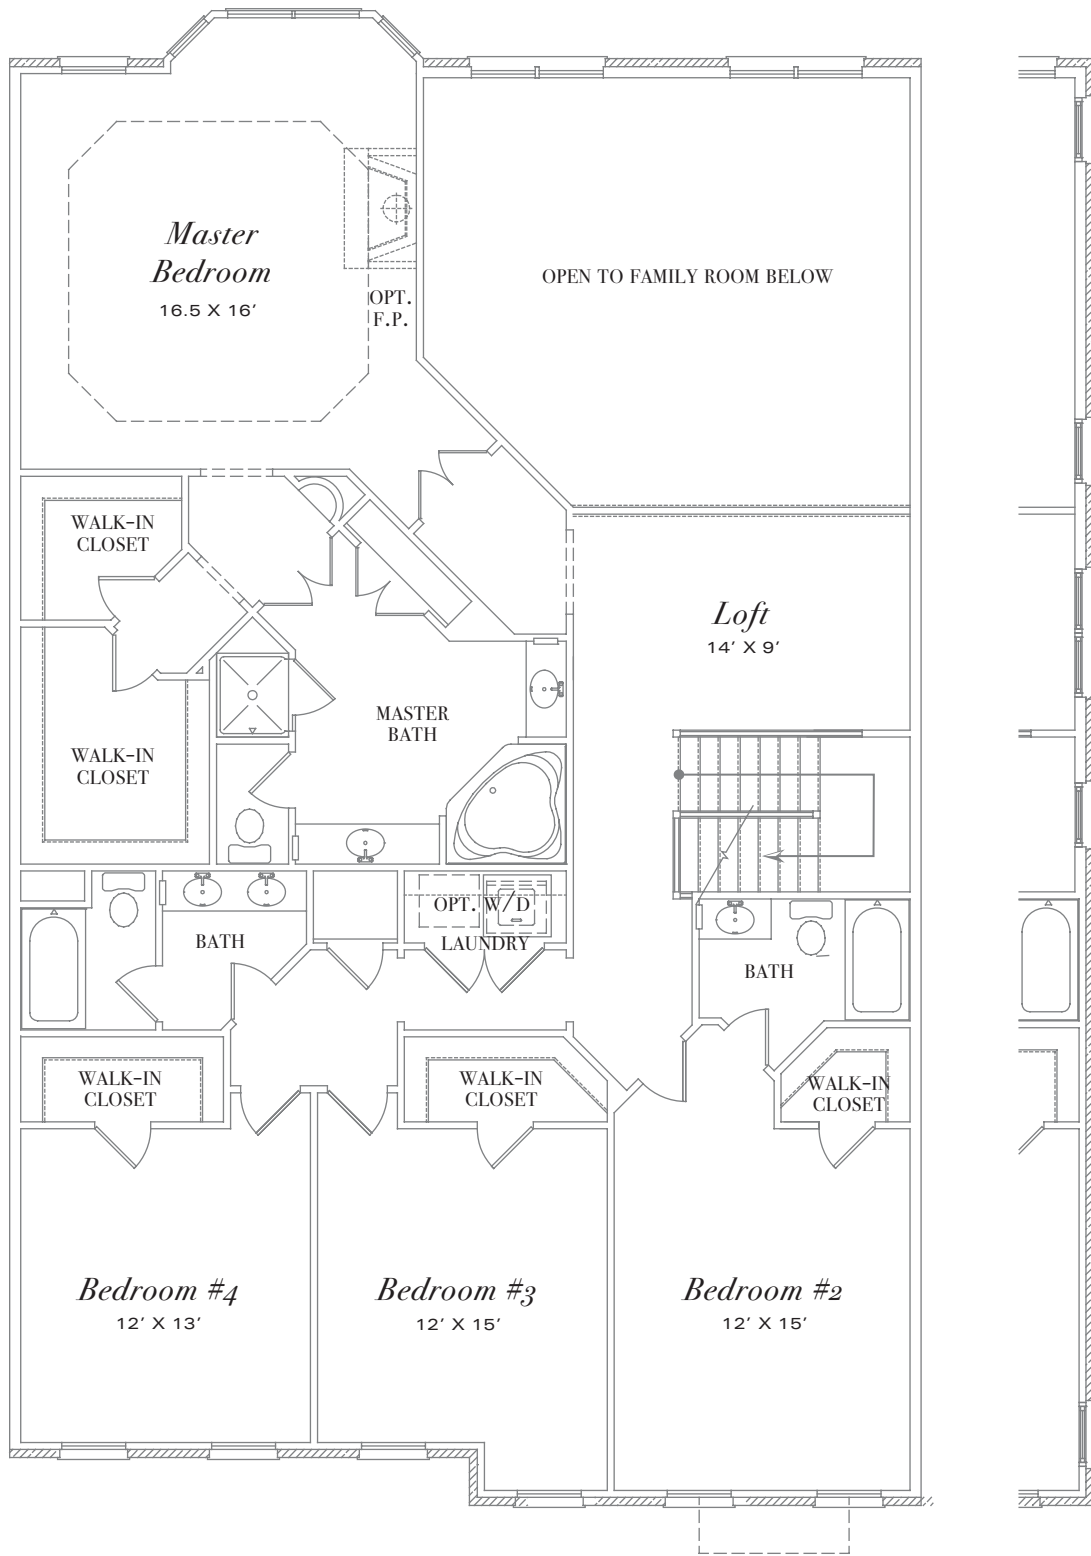 Master
Bedroom
16.5 X 16′
OPT.
F.P.
OPEN TO FAMILY ROOM BELOW
WALK-IN
CLOSET
Loft
14′ X 9′
MASTER
BATH
WALK-IN
CLOSET
OPT. W/D
LAUNDRY
BATH
BATH
WALK-IN
CLOSET
WALK-IN
CLOSET
WALK-IN
CLOSET
Bedroom #4
12′ X 13′
Bedroom #3
12′ X 15′
Bedroom #2
12′ X 15′